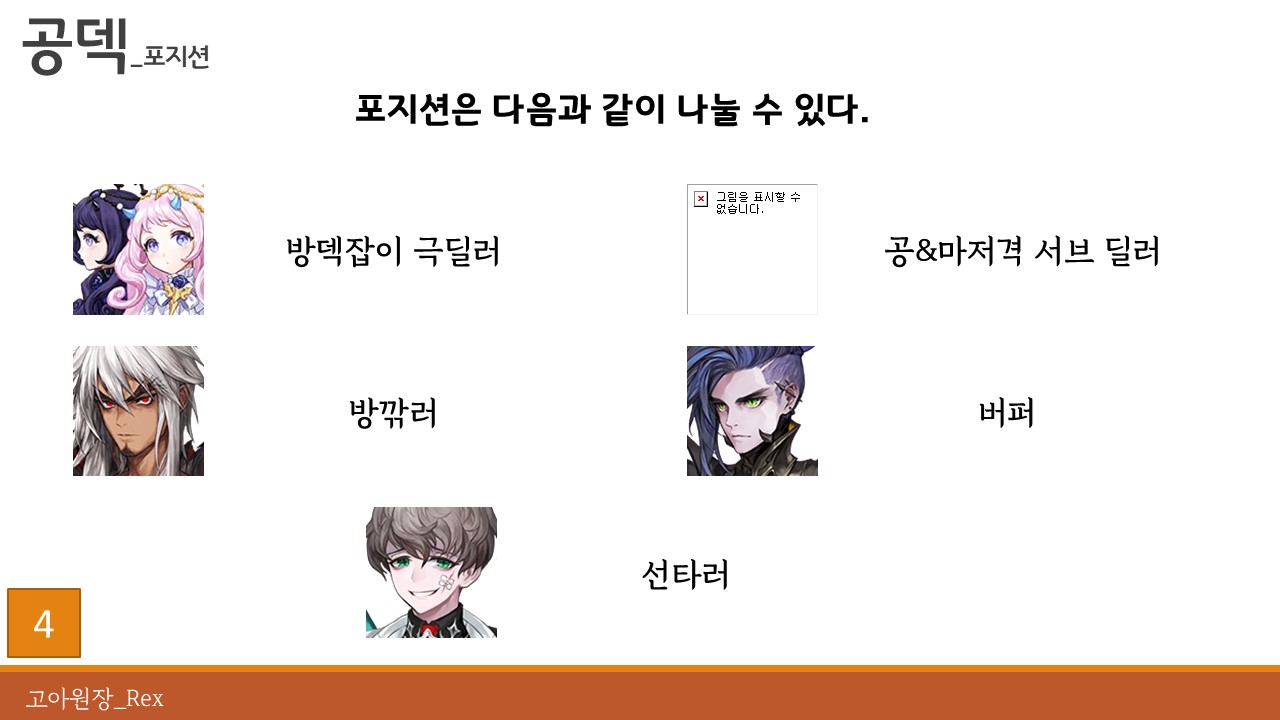 공덱_포지션
포지션은 다음과 같이 나눌 수 있다.
방덱잡이 극딜러
그림을 표시할 수
없습니다.
공&마저격 서브 딜러
방깎러
버퍼
선타러
4
고아원장_Rex